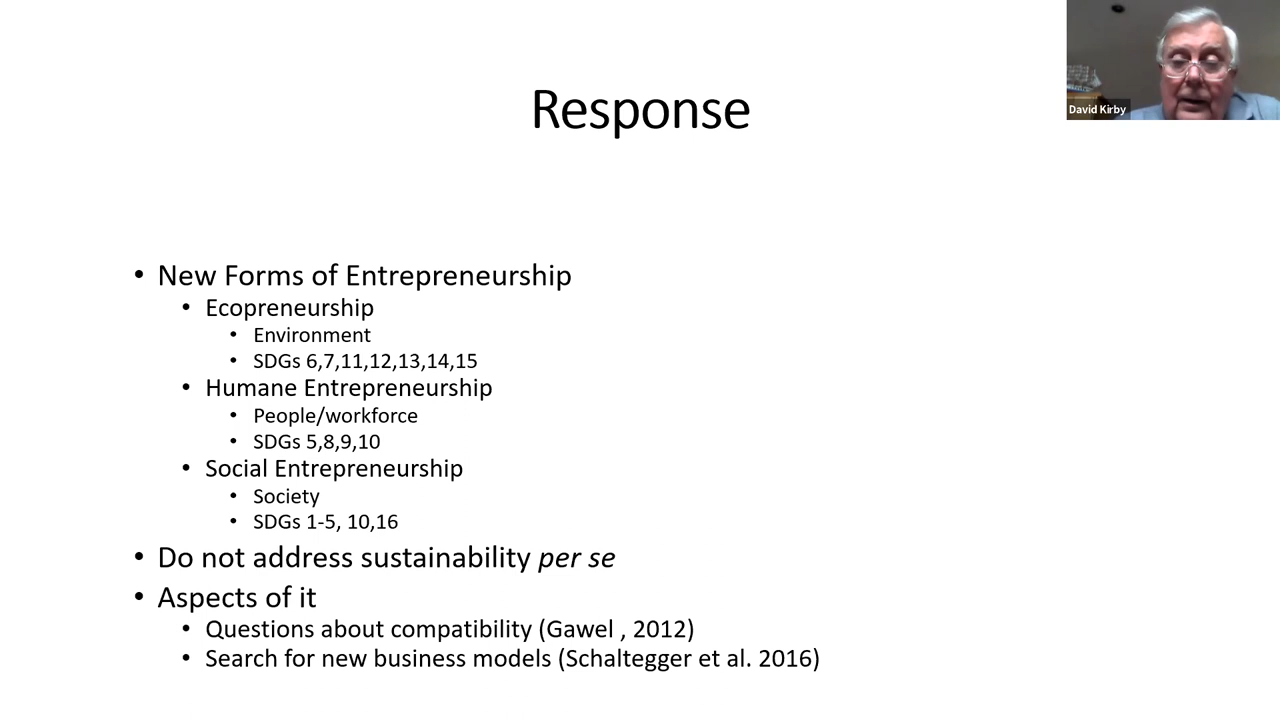 Response
David Kirby
• New Forms of Entrepreneurship
• Ecopreneurship
• Environment
• SDGs 6,7,11,12,13,14,15
• Humane Entrepreneurship
• People/workforce
• SDGs 5,8,9,10
• Social Entrepreneurship
• Society
• SDGs 1-5, 10,16
• Do not address sustainability per se
• Aspects of it
• Questions about compatibility (Gawel , 2012)
• Search for new business models (Schaltegger et al. 2016)